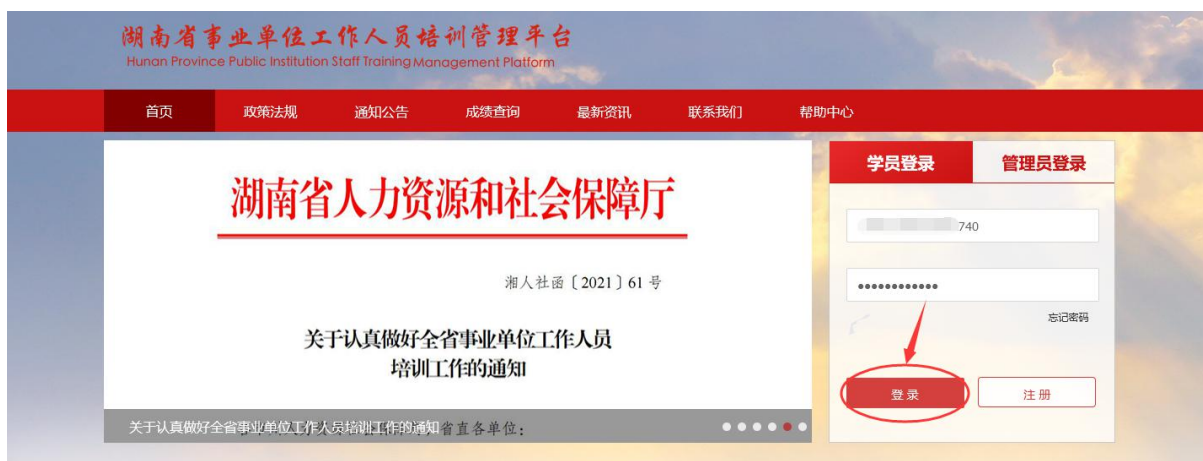 湖南省事业单位工作人员培训管理平台
Hunan Province Public Institution Staff Training Management Platform
首页 政策法规 通知公告 成绩查询 最新资讯 联系我们 帮助中心
湖南省人力资源和社会保障厅
湘人社函〔2021〕61 号
关于认真做好全省事业单位工作人员
培训工作的通知
关于认真做好全省事业单位工作人员培训工作的通知
省直各单位：
学员登录 管理员登录
740
忘记密码
登录 注册